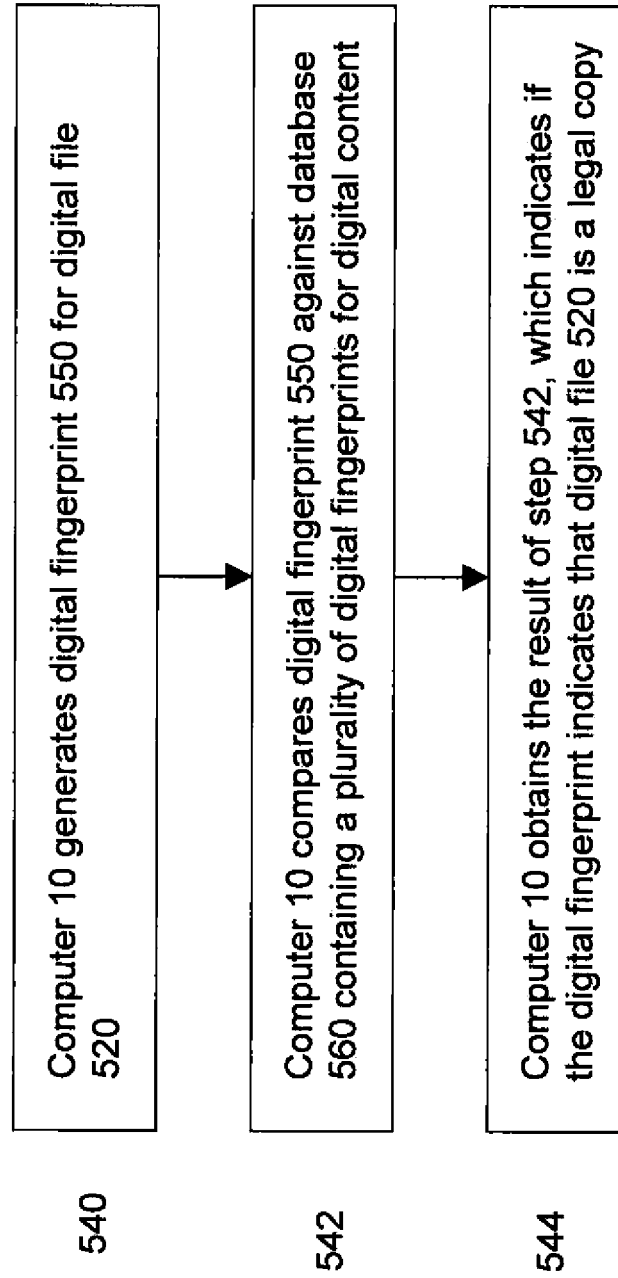 540
Computer 10 generates digital fingerprint 550 for digital file
520
542
Computer 10 compares digital fingerprint 550 against database
560 containing a plurality of digital fingerprints for digital content
544
Computer 10 obtains the result of step 542, which indicates if
the digital fingerprint indicates that digital file 520 is a legal copy